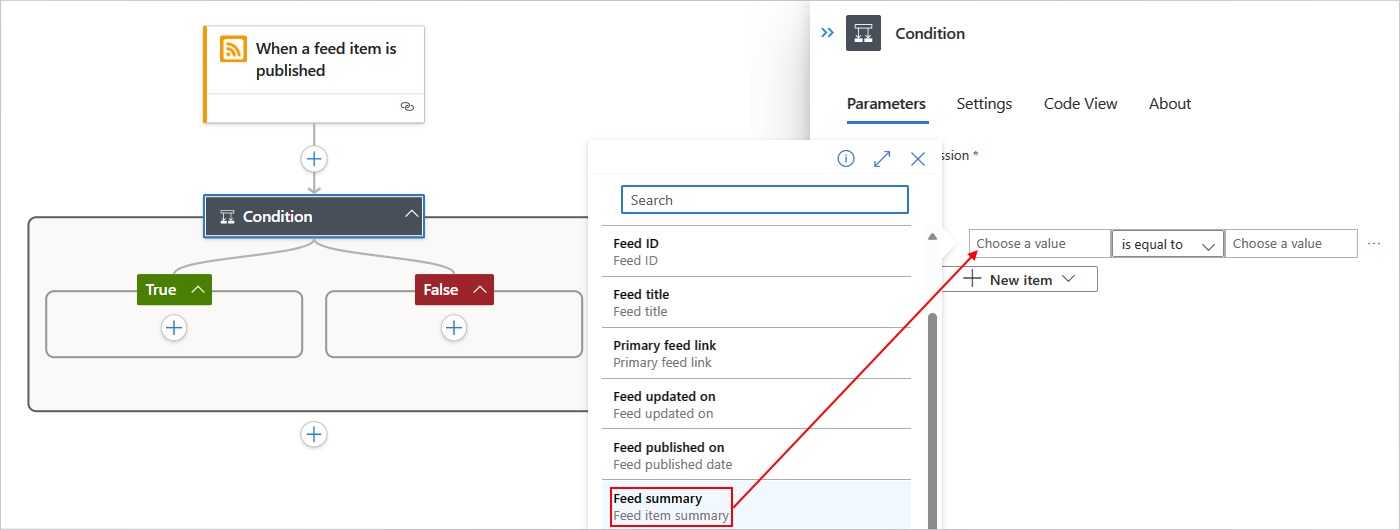 When a feed item is
published
Condition
True
False
Search
Feed ID
Feed ID
Feed title
Feed title
Primary feed link
Primary feed link
Feed updated on
Feed updated on
Feed published on
Feed published date
Feed summary
Feed item summary
Condition
Parameters Settings Code View About
ssion *
Choose a value is equal to Choose a value ...
New item